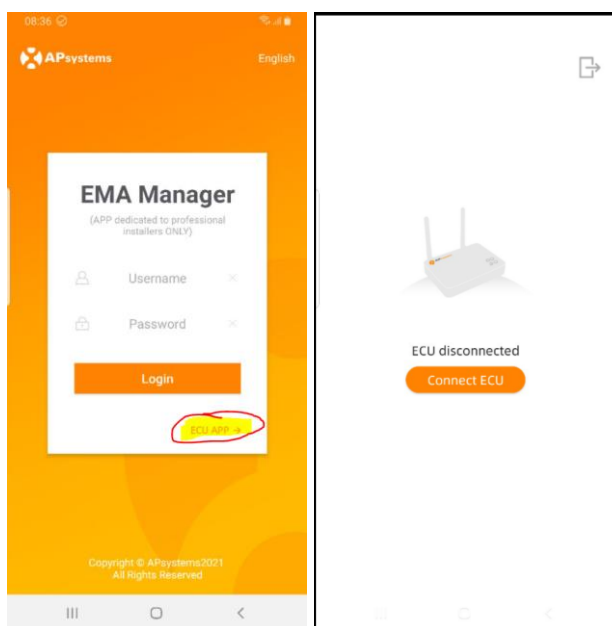 08:36
APsystems
English
EMA Manager
(APP dedicated to professional
installers ONLY)
Username
Password
Login
ECU APP →
Copyright © APsystems2021
All Rights Reserved
ECU disconnected
Connect ECU